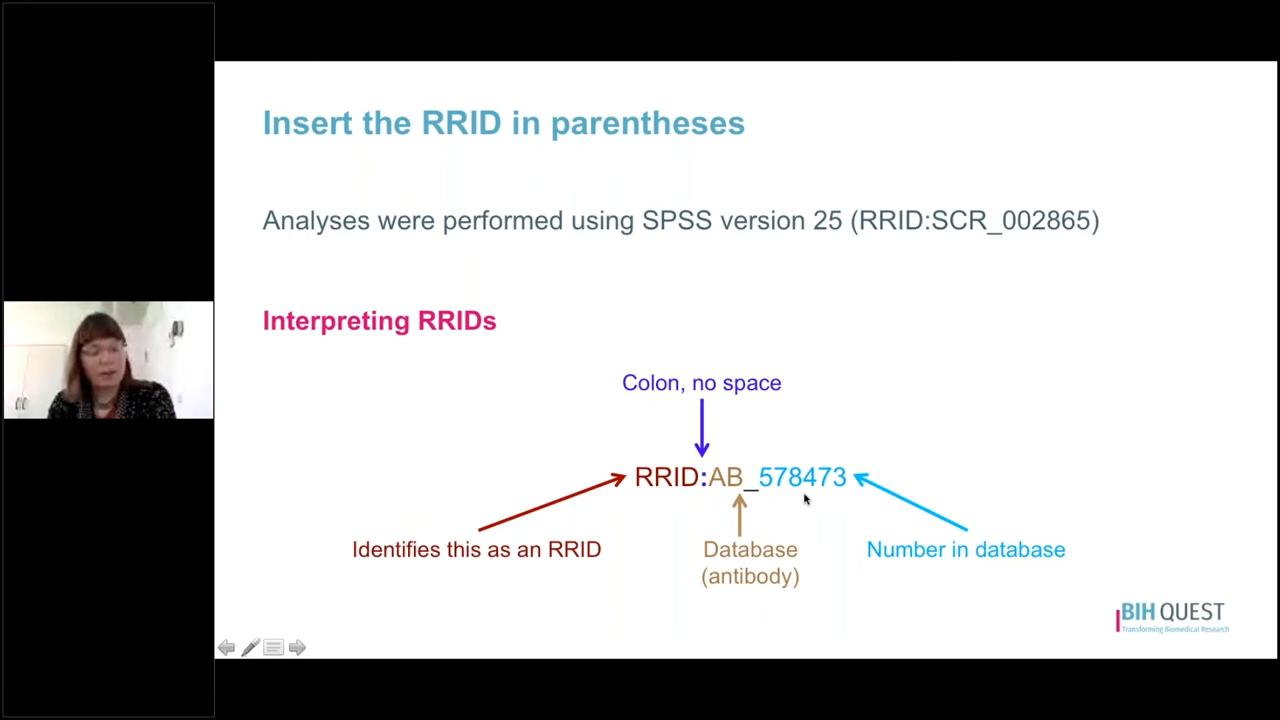 Insert the RRID in parentheses
Analyses were performed using SPSS version 25 (RRID:SCR_002865)
Interpreting RRIDs
Colon, no space
RRID:AB_578473
Identifies this as an RRID
Database
(antibody)
Number in database
BIH QUEST
Transforming Biomedical Research